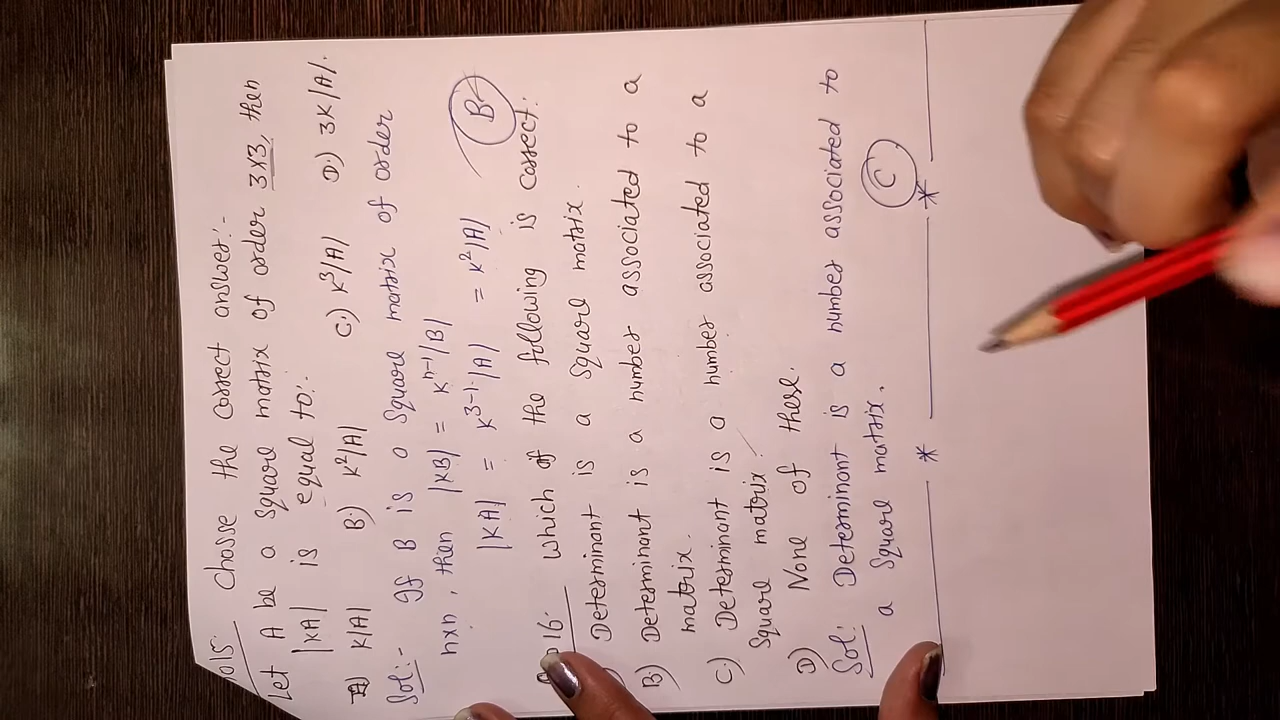 015. Chosse the correct answer:-
Let A be a square matrix of order 3x3, then
|KA| is equal to:-
A) K|A| B.) K²|A| C.) K³|A| D.) 3K|A|.
Sol:- If B is a square matrix of order
nxn, then |KB| = Kⁿ⁻¹|B|
|KA| = K³⁻¹|A| = K²|A| B
016. Which of the following is correct:
Determinant is a square matrix.
B) Determinant is a number associated to a
matrix.
C) Determinant is a number associated to a
square matrix.
D) None of these.
Sol: Determinant is a number associated to
a square matrix. C
* *